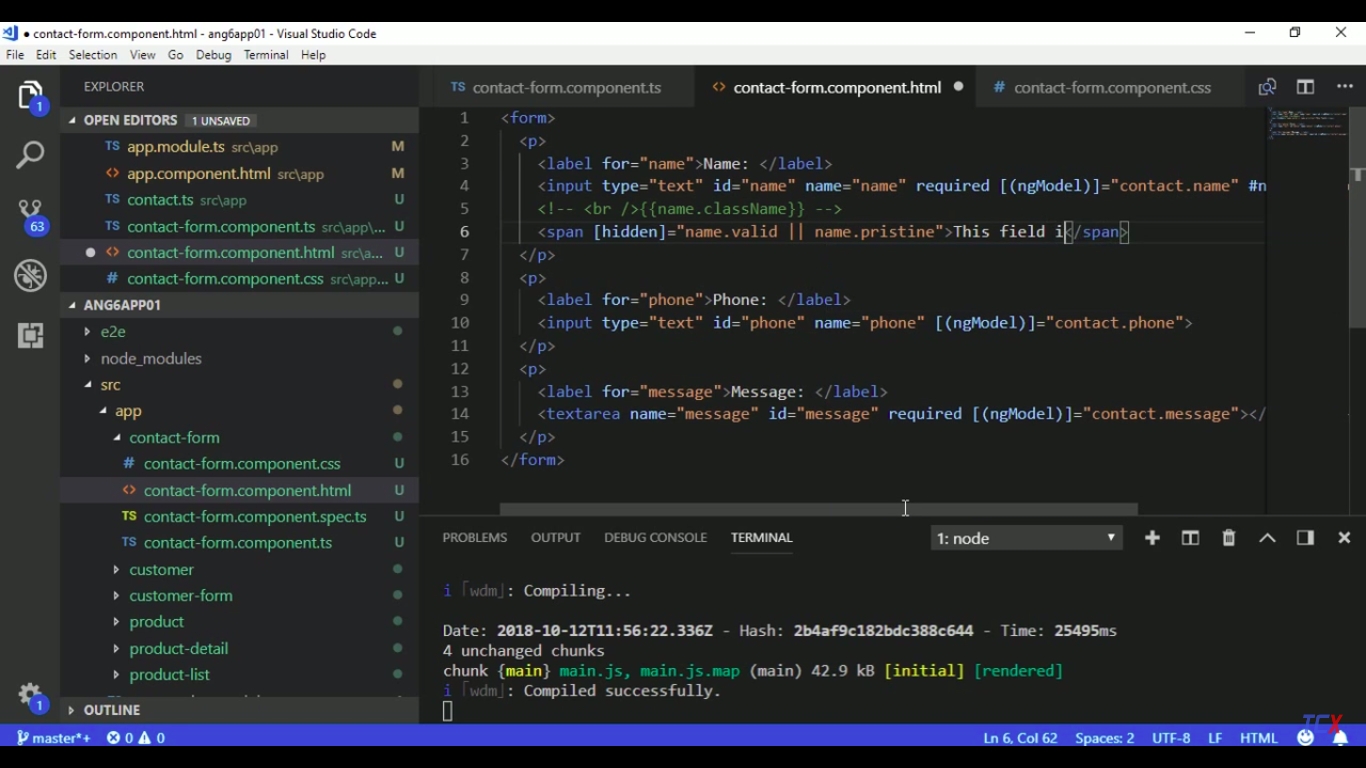 ● contact-form.component.html - ang6app01 - Visual Studio Code
File Edit Selection View Go Debug Terminal Help
EXPLORER
OPEN EDITORS 1 UNSAVED
TS app.module.ts src\app M
<> app.component.html src\app M
TS contact.ts src\app U
TS contact-form.component.ts src\app\... U
● <> contact-form.component.html src\a... U
# contact-form.component.css src\app... U
ANG6APP01
e2e
node_modules
src
app
contact-form
# contact-form.component.css U
<> contact-form.component.html U
TS contact-form.component.spec.ts U
TS contact-form.component.ts U
customer
customer-form
product
product-detail
product-list
OUTLINE
1
63
1
TS contact-form.component.ts <> contact-form.component.html ● # contact-form.component.css
1 <form>
2 <p>
3 <label for="name">Name: </label>
4 <input type="text" id="name" name="name" required [(ngModel)]="contact.name" #n
5 <!-- <br />{{name.className}} -->
6 <span [hidden]="name.valid || name.pristine">This field i</span>
7 </p>
8 <p>
9 <label for="phone">Phone: </label>
10 <input type="text" id="phone" name="phone" [(ngModel)]="contact.phone">
11 </p>
12 <p>
13 <label for="message">Message: </label>
14 <textarea name="message" id="message" required [(ngModel)]="contact.message"></
15 </p>
16 </form>
PROBLEMS OUTPUT DEBUG CONSOLE TERMINAL 1: node
i ｢wdm｣: Compiling...
Date: 2018-10-12T11:56:22.336Z - Hash: 2b4af9c182bdc388c644 - Time: 25495ms
4 unchanged chunks
chunk {main} main.js, main.js.map (main) 42.9 kB [initial] [rendered]
i ｢wdm｣: Compiled successfully.
master*+ 0 0 Ln 6, Col 62 Spaces: 2 UTF-8 LF HTML
TCX